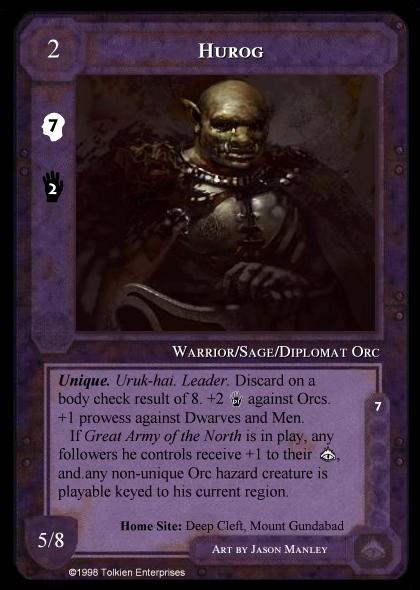 2
HUROG
7
2
WARRIOR/SAGE/DIPLOMAT ORC
Unique. Uruk-hai. Leader. Discard on a
body check result of 8. +2 DI against Orcs.
+1 prowess against Dwarves and Men.
If Great Army of the North is in play, any
followers he controls receive +1 to their ,
and any non-unique Orc hazard creature is
playable keyed to his current region.
7
Home Site: Deep Cleft, Mount Gundabad
5/8
ART BY JASON MANLEY
©1998 Tolkien Enterprises